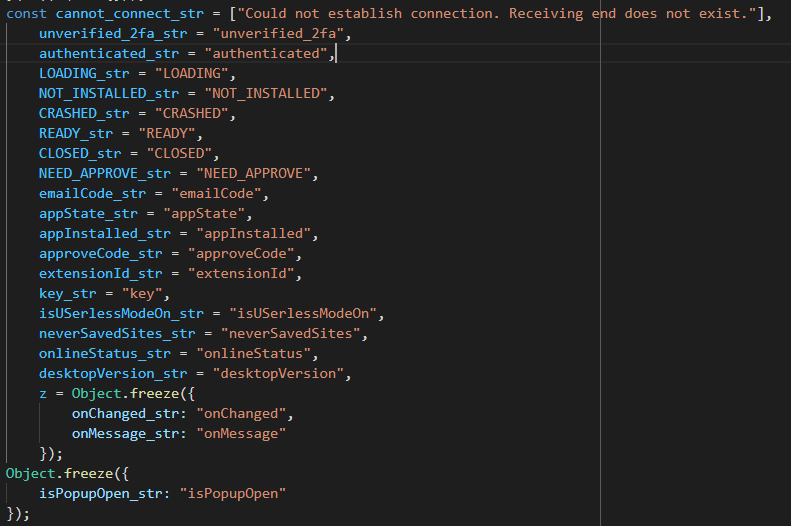 const cannot_connect_str = ["Could not establish connection. Receiving end does not exist."],
    unverified_2fa_str = "unverified_2fa",
    authenticated_str = "authenticated",
    LOADING_str = "LOADING",
    NOT_INSTALLED_str = "NOT_INSTALLED",
    CRASHED_str = "CRASHED",
    READY_str = "READY",
    CLOSED_str = "CLOSED",
    NEED_APPROVE_str = "NEED_APPROVE",
    emailCode_str = "emailCode",
    appState_str = "appState",
    appInstalled_str = "appInstalled",
    approveCode_str = "approveCode",
    extensionId_str = "extensionId",
    key_str = "key",
    isUSerlessModeOn_str = "isUSerlessModeOn",
    neverSavedSites_str = "neverSavedSites",
    onlineStatus_str = "onlineStatus",
    desktopVersion_str = "desktopVersion",
    z = Object.freeze({
        onChanged_str: "onChanged",
        onMessage_str: "onMessage"
    });
Object.freeze({
    isPopupOpen_str: "isPopupOpen"
});